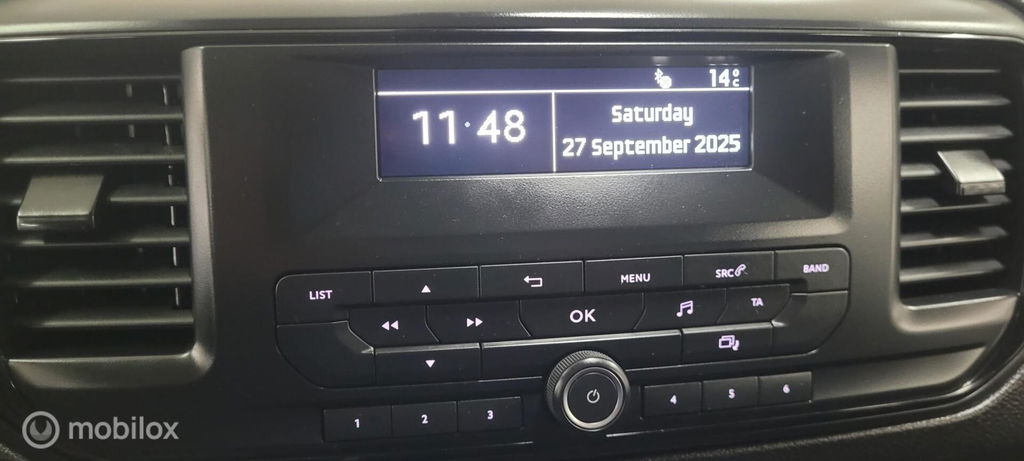 14°C
11:48
Saturday
27 September 2025
LIST
MENU
SRC
BAND
OK
TA
1
2
3
4
5
6
mobilox